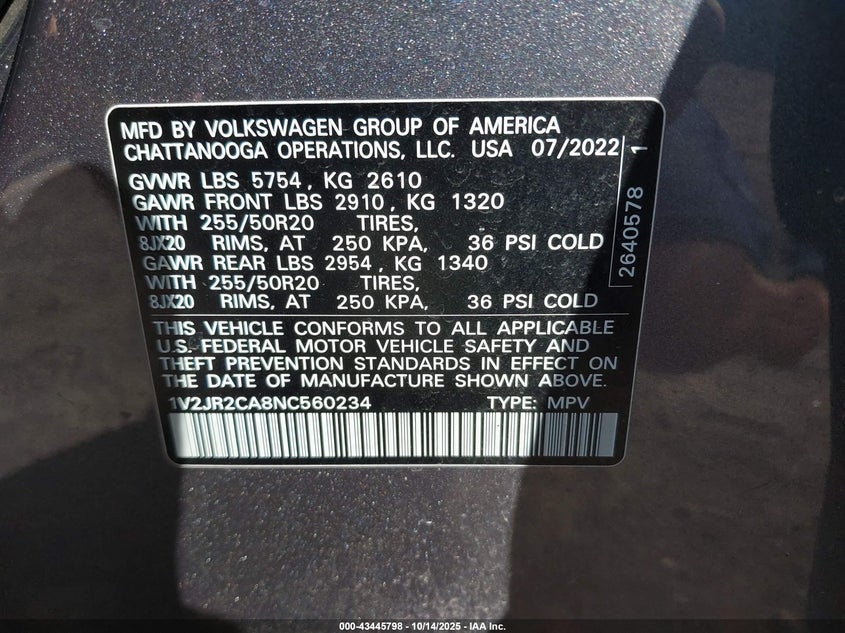 MFD BY VOLKSWAGEN GROUP OF AMERICA
CHATTANOOGA OPERATIONS, LLC. USA 07/2022
GVWR LBS 5754, KG 2610
GAWR FRONT LBS 2910, KG 1320
WITH 255/50R20 TIRES,
8JX20 RIMS, AT 250 KPA, 36 PSI COLD
GAWR REAR LBS 2954, KG 1340
WITH 255/50R20 TIRES,
8JX20 RIMS, AT 250 KPA, 36 PSI COLD
2640578 1
THIS VEHICLE CONFORMS TO ALL APPLICABLE
U.S. FEDERAL MOTOR VEHICLE SAFETY AND
THEFT PREVENTION STANDARDS IN EFFECT ON
THE DATE OF MANUFACTURE SHOWN ABOVE.
1V2JR2CA8NC560234 TYPE: MPV
000-43445798 - 10/14/2025 - IAA Inc.